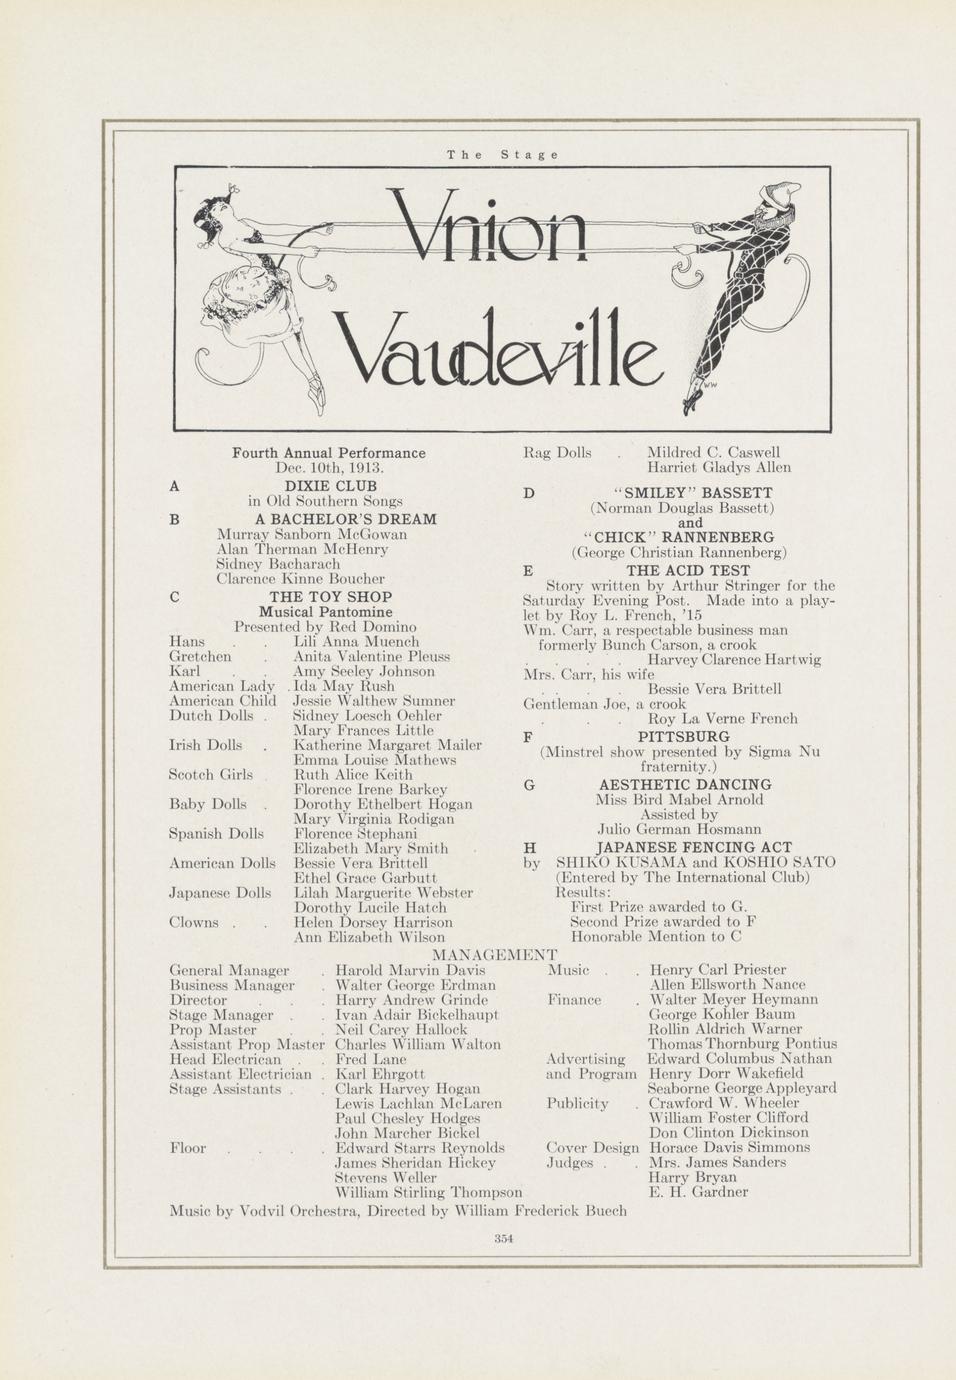 The Stage
Vnion
Vaudeville
WW
Fourth Annual Performance
Dec. 10th, 1913.
A DIXIE CLUB
in Old Southern Songs
B A BACHELOR'S DREAM
Murray Sanborn McGowan
Alan Therman McHenry
Sidney Bacharach
Clarence Kinne Boucher
C THE TOY SHOP
Musical Pantomine
Presented by Red Domino
Hans . . Lili Anna Muench
Gretchen . Anita Valentine Pleuss
Karl . . Amy Seeley Johnson
American Lady . Ida May Rush
American Child Jessie Walthew Sumner
Dutch Dolls . Sidney Loesch Oehler
Mary Frances Little
Irish Dolls . Katherine Margaret Mailer
Emma Louise Mathews
Scotch Girls . Ruth Alice Keith
Florence Irene Barkey
Baby Dolls . Dorothy Ethelbert Hogan
Mary Virginia Rodigan
Spanish Dolls Florence Stephani
Elizabeth Mary Smith
American Dolls Bessie Vera Brittell
Ethel Grace Garbutt
Japanese Dolls Lilah Marguerite Webster
Dorothy Lucile Hatch
Clowns . . Helen Dorsey Harrison
Ann Elizabeth Wilson
Rag Dolls . Mildred C. Caswell
Harriet Gladys Allen
D "SMILEY" BASSETT
(Norman Douglas Bassett)
and
"CHICK" RANNENBERG
(George Christian Rannenberg)
E THE ACID TEST
Story written by Arthur Stringer for the
Saturday Evening Post. Made into a play-
let by Roy L. French, '15
Wm. Carr, a respectable business man
formerly Bunch Carson, a crook
. . . . Harvey Clarence Hartwig
Mrs. Carr, his wife
. . . . Bessie Vera Brittell
Gentleman Joe, a crook
. . . Roy La Verne French
F PITTSBURG
(Minstrel show presented by Sigma Nu
fraternity.)
G AESTHETIC DANCING
Miss Bird Mabel Arnold
Assisted by
Julio German Hosmann
H JAPANESE FENCING ACT
by SHIKO KUSAMA and KOSHIO SATO
(Entered by The International Club)
Results:
First Prize awarded to G.
Second Prize awarded to F
Honorable Mention to C
MANAGEMENT
General Manager . Harold Marvin Davis
Business Manager . Walter George Erdman
Director . . . Harry Andrew Grinde
Stage Manager . . Ivan Adair Bickelhaupt
Prop Master . . Neil Carey Hallock
Assistant Prop Master Charles William Walton
Head Electrican . . Fred Lane
Assistant Electrician . Karl Ehrgott
Stage Assistants . . Clark Harvey Hogan
Lewis Lachlan McLaren
Paul Chesley Hodges
John Marcher Bickel
Floor . . . . Edward Starrs Reynolds
James Sheridan Hickey
Stevens Weller
William Stirling Thompson
Music . . Henry Carl Priester
Allen Ellsworth Nance
Finance . Walter Meyer Heymann
George Kohler Baum
Rollin Aldrich Warner
Thomas Thornburg Pontius
Advertising Edward Columbus Nathan
and Program Henry Dorr Wakefield
Seaborne George Appleyard
Publicity . Crawford W. Wheeler
William Foster Clifford
Don Clinton Dickinson
Cover Design Horace Davis Simmons
Judges . . Mrs. James Sanders
Harry Bryan
E. H. Gardner
Music by Vodvil Orchestra, Directed by William Frederick Buech
354